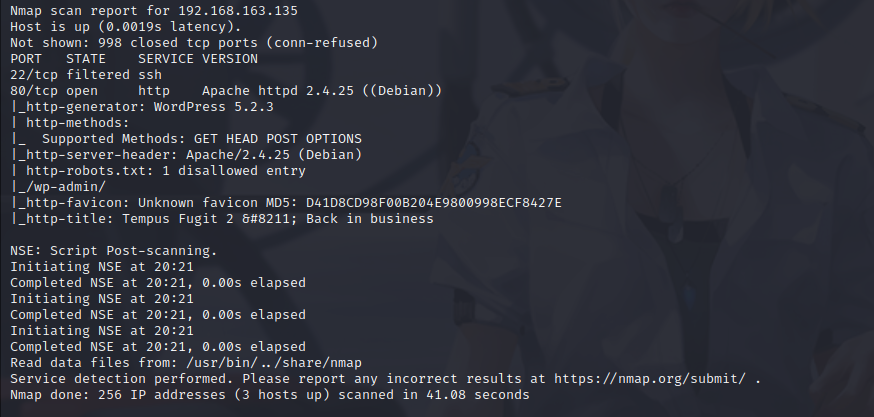 Nmap scan report for 192.168.163.135
Host is up (0.0019s latency).
Not shown: 998 closed tcp ports (conn-refused)
PORT   STATE    SERVICE VERSION
22/tcp filtered ssh
80/tcp open     http    Apache httpd 2.4.25 ((Debian))
|_http-generator: WordPress 5.2.3
| http-methods:
|_  Supported Methods: GET HEAD POST OPTIONS
|_http-server-header: Apache/2.4.25 (Debian)
| http-robots.txt: 1 disallowed entry
|_/wp-admin/
|_http-favicon: Unknown favicon MD5: D41D8CD98F00B204E9800998ECF8427E
|_http-title: Tempus Fugit 2 &#8211; Back in business

NSE: Script Post-scanning.
Initiating NSE at 20:21
Completed NSE at 20:21, 0.00s elapsed
Initiating NSE at 20:21
Completed NSE at 20:21, 0.00s elapsed
Initiating NSE at 20:21
Completed NSE at 20:21, 0.00s elapsed
Read data files from: /usr/bin/../share/nmap
Service detection performed. Please report any incorrect results at https://nmap.org/submit/ .
Nmap done: 256 IP addresses (3 hosts up) scanned in 41.08 seconds